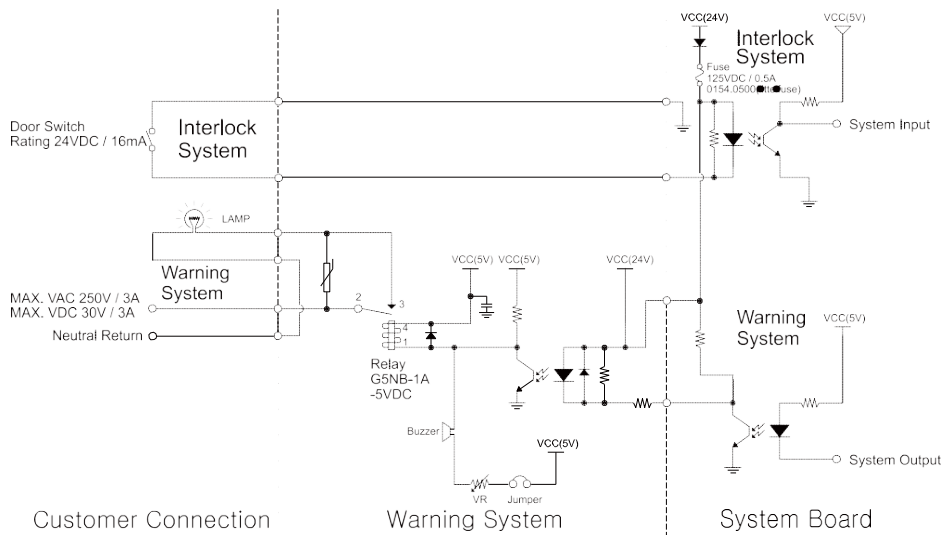 VCC(24V)
VCC(5V)
Interlock
System
Fuse
125VDC / 0.5A
0154,0500
Door Switch
Rating 24VDC / 16mA
Interlock
System
System Input
LAMP
Warning
System
MAX. VAC 250V / 3A
MAX. VDC 30V / 3A
Neutral Return
2
3
4
1
VCC(5V)
VCC(5V)
VCC(24V)
Relay
G5NB-1A
-5VDC
Warning
System
VCC(5V)
Buzzer
VCC(5V)
VR
Jumper
System Output
Customer Connection
Warning System
System Board